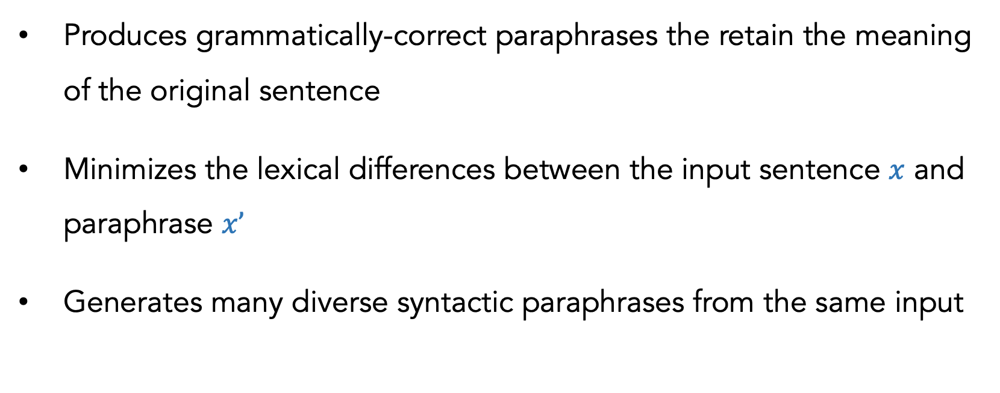 • Produces grammatically-correct paraphrases the retain the meaning
of the original sentence
• Minimizes the lexical differences between the input sentence x and
paraphrase x’
• Generates many diverse syntactic paraphrases from the same input